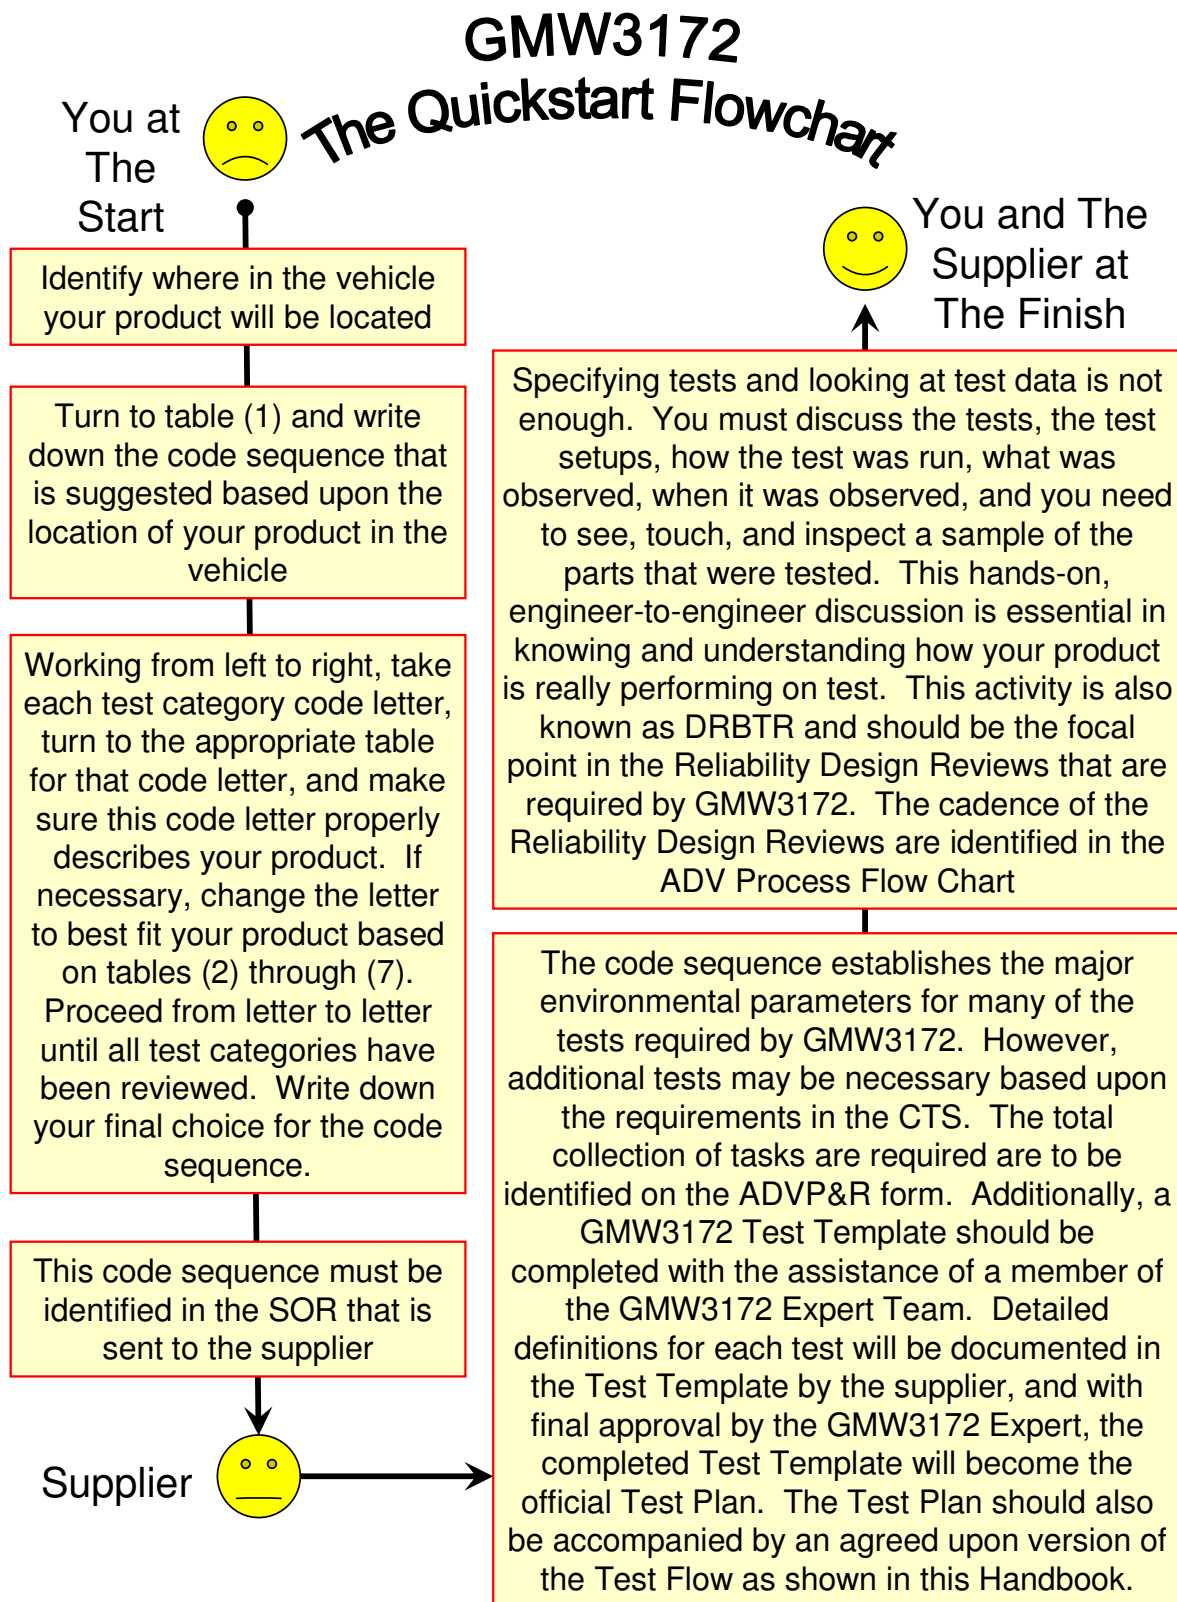 GMW3172
The Quickstart Flowchart
You at
The
Start
Identify where in the vehicle
your product will be located
Turn to table (1) and write
down the code sequence that
is suggested based upon the
location of your product in the
vehicle
Working from left to right, take
each test category code letter,
turn to the appropriate table
for that code letter, and make
sure this code letter properly
describes your product.  If
necessary, change the letter
to best fit your product based
on tables (2) through (7).
Proceed from letter to letter
until all test categories have
been reviewed.  Write down
your final choice for the code
sequence.
This code sequence must be
identified in the SOR that is
sent to the supplier
Supplier
The code sequence establishes the major
environmental parameters for many of the
tests required by GMW3172.  However,
additional tests may be necessary based upon
the requirements in the CTS.  The total
collection of tasks are required are to be
identified on the ADVP&R form.  Additionally, a
GMW3172 Test Template should be
completed with the assistance of a member of
the GMW3172 Expert Team.  Detailed
definitions for each test will be documented in
the Test Template by the supplier, and with
final approval by the GMW3172 Expert, the
completed Test Template will become the
official Test Plan.  The Test Plan should also
be accompanied by an agreed upon version of
the Test Flow as shown in this Handbook.
Specifying tests and looking at test data is not
enough.  You must discuss the tests, the test
setups, how the test was run, what was
observed, when it was observed, and you need
to see, touch, and inspect a sample of the
parts that were tested.  This hands-on,
engineer-to-engineer discussion is essential in
knowing and understanding how your product
is really performing on test.  This activity is also
known as DRBTR and should be the focal
point in the Reliability Design Reviews that are
required by GMW3172.  The cadence of the
Reliability Design Reviews are identified in the
ADV Process Flow Chart
You and The
Supplier at
The Finish